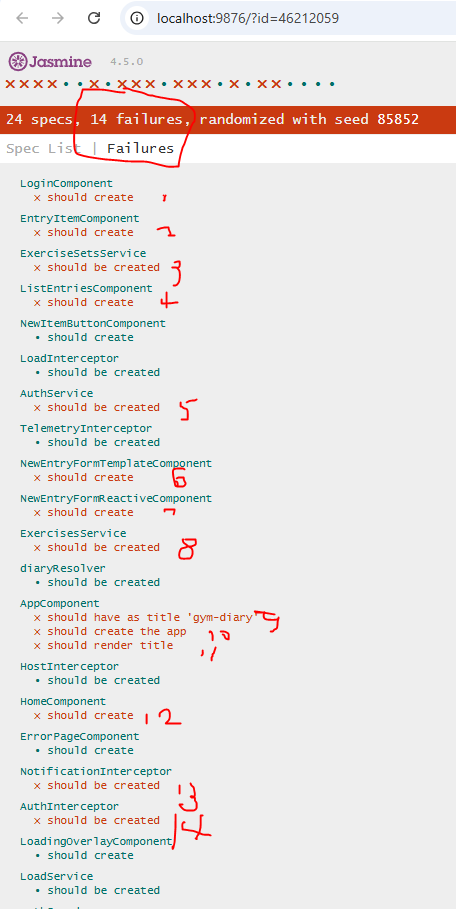 localhost:9876/?id=46212059
Jasmine 4.5.0
24 specs, 14 failures, randomized with seed 85852
Spec List | Failures
LoginComponent
x should create 1
EntryItemComponent
x should create 2
ExerciseSetsService
x should be created 3
ListEntriesComponent
x should create 4
NewItemButtonComponent
• should create
LoadInterceptor
• should be created
AuthService
x should be created 5
TelemetryInterceptor
• should be created
NewEntryFormTemplateComponent
x should create 6
NewEntryFormReactiveComponent
x should create 7
ExercisesService
x should be created 8
diaryResolver
• should be created
AppComponent
x should have as title 'gym-diary' 9
x should create the app 10
x should render title 11
HostInterceptor
• should be created
HomeComponent
x should create 12
ErrorPageComponent
• should create
NotificationInterceptor
x should be created 13
AuthInterceptor
x should be created 14
LoadingOverlayComponent
• should create
LoadService
• should be created